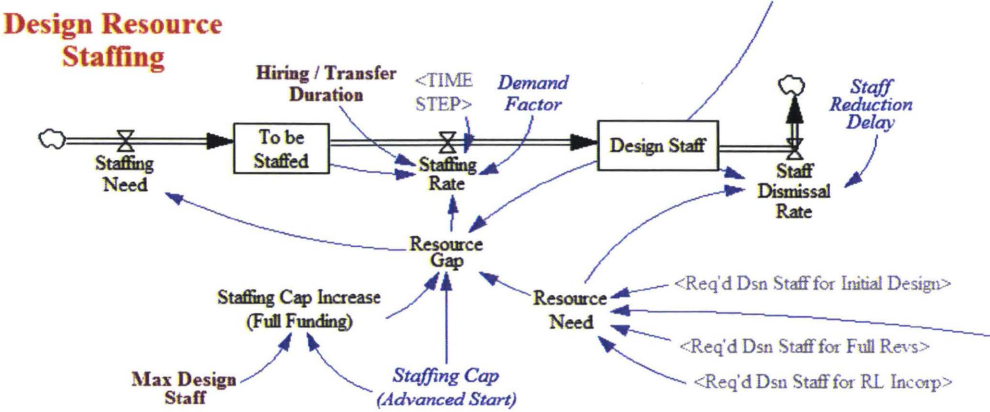 Design Resource
Staffing
Hiring / Transfer
Duration
<TIME
STEP>
Demand
Factor
Staff
Reduction
Delay
To be
Staffed
Design Staff
Staffing
Need
Staffing
Rate
Staff
Dismissal
Rate
Resource
Gap
Staffing Cap Increase
(Full Funding)
Resource
Need
<Req'd Dsn Staff for Initial Design>
<Req'd Dsn Staff for Full Revs>
<Req'd Dsn Staff for RL Incorp>
Max Design
Staff
Staffing Cap
(Advanced Start)